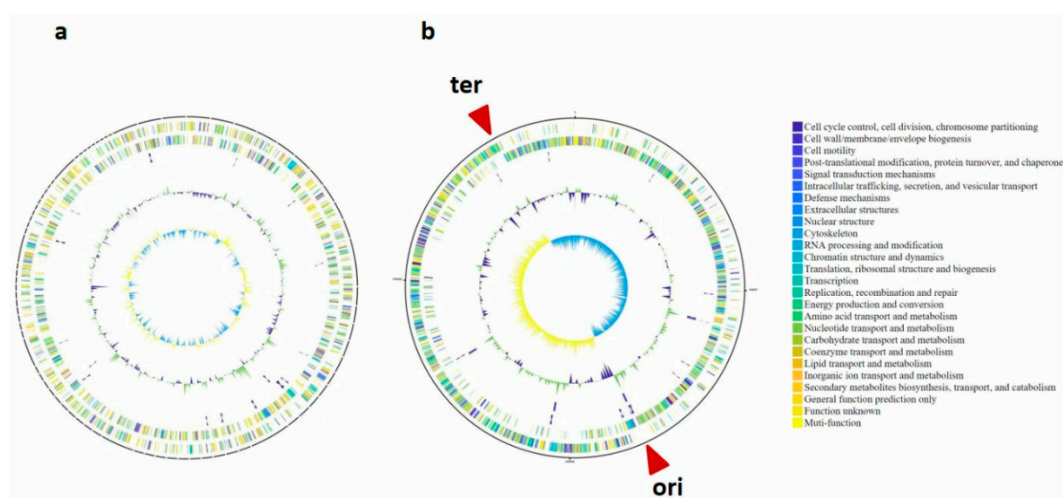 a
b
ter
ori
Cell cycle control, cell division, chromosome partitioning
Cell wall/membrane/envelope biogenesis
Cell motility
Post-translational modification, protein turnover, and chaperone
Signal transduction mechanisms
Intracellular trafficking, secretion, and vesicular transport
Defense mechanisms
Extracellular structures
Nuclear structure
Cytoskeleton
RNA processing and modification
Chromatin structure and dynamics
Translation, ribosomal structure and biogenesis
Transcription
Replication, recombination and repair
Energy production and conversion
Amino acid transport and metabolism
Nucleotide transport and metabolism
Carbohydrate transport and metabolism
Coenzyme transport and metabolism
Lipid transport and metabolism
Inorganic ion transport and metabolism
Secondary metabolites biosynthesis, transport, and catabolism
General function prediction only
Function unknown
Muti-function